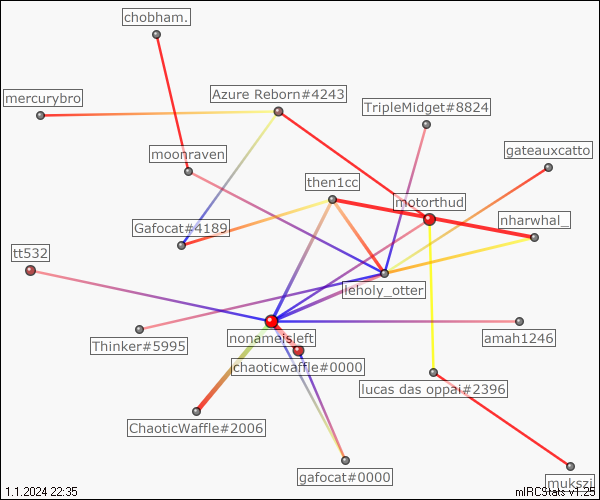 chobham.
mercurybro
Azure Reborn#4243
TripleMidget#8824
moonraven
gateauxcatto
then1cc
motorthud
nharwhal_
Gafocat#4189
tt532
leholy_otter
Thinker#5995
nonameisleft
amah1246
chaoticwaffle#0000
lucas das oppai#2396
ChaoticWaffle#2006
gafocat#0000
mukszi
1.1.2024 22:35
mIRCStats v1.25